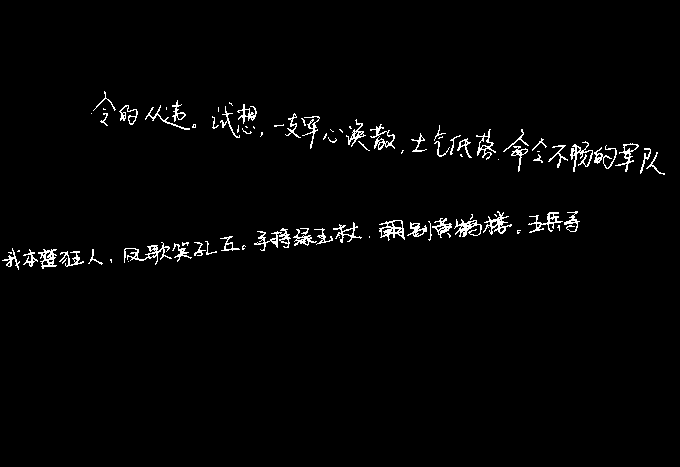 令的从违。试想,一支军心涣散,士气低落.命令不畅的军队
我本楚狂人,凤歌笑孔丘。手持绿玉杖.朝别黄鹤楼。五岳寻